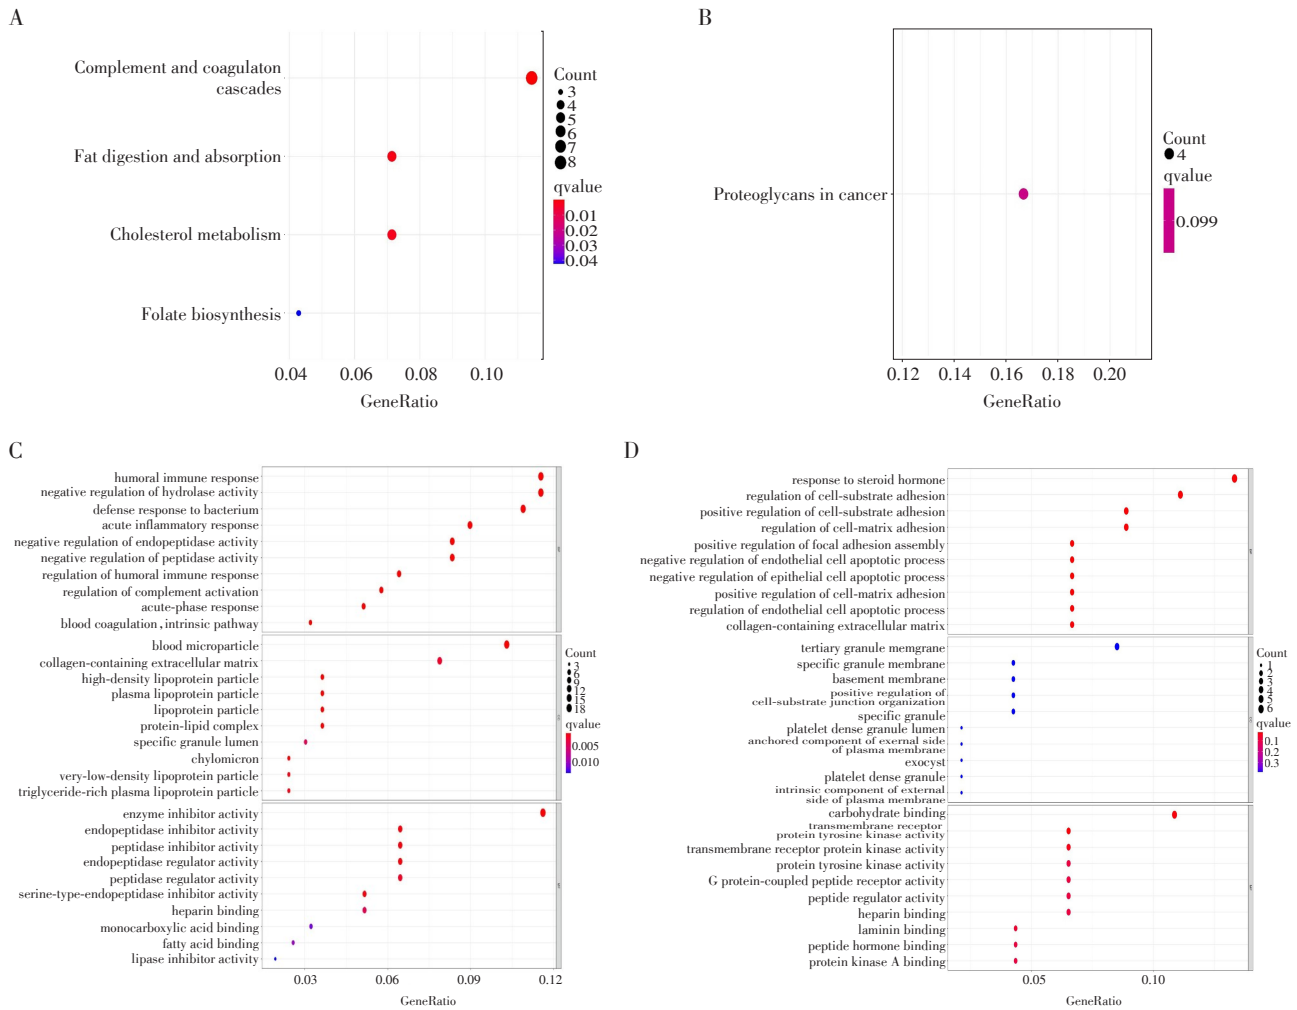 A
Complement and coagulaton
cascades
Fat digestion and absorption
Cholesterol metabolism
Folate biosynthesis
0.04 0.06 0.08 0.10
GeneRatio
Count
3
4
5
6
7
8
qvalue
0.01
0.02
0.03
0.04
B
Proteoglycans in cancer
0.12 0.14 0.16 0.18 0.20
GeneRatio
Count
4
qvalue
0.099
C
humoral immune response
negative regulation of hydrolase activity
defense response to bacterium
acute inflammatory response
negative regulation of endopeptidase activity
negative regulation of peptidase activity
regulation of humoral immune response
regulation of complement activation
acute-phase response
blood coagulation, intrinsic pathway
blood microparticle
collagen-containing extracellular matrix
high-density lipoprotein particle
plasma lipoprotein particle
lipoprotein particle
protein-lipid complex
specific granule lumen
chylomicron
very-low-density lipoprotein particle
triglyceride-rich plasma lipoprotein particle
enzyme inhibitor activity
endopeptidase inhibitor activity
peptidase inhibitor activity
endopeptidase regulator activity
peptidase regulator activity
serine-type-endopeptidase inhibitor activity
heparin binding
monocarboxylic acid binding
fatty acid binding
lipase inhibitor activity
0.03 0.06 0.09 0.12
GeneRatio
Count
3
6
9
12
15
18
qvalue
0.005
0.010
D
response to steroid hormone
regulation of cell-substrate adhesion
positive regulation of cell-substrate adhesion
regulation of cell-matrix adhesion
positive regulation of focal adhesion assembly
negative regulation of endothelial cell apoptotic process
negative regulation of epithelial cell apoptotic process
positive regulation of cell-matrix adhesion
regulation of endothelial cell apoptotic process
collagen-containing extracellular matrix
tertiary granule memgrane
specific granule membrane
basement membrane
positive regulation of
cell-substrate junction organization
specific granule
platelet dense granule lumen
anchored component of exernal side
of plasma membrane
exocyst
platelet dense granule
intrinsic component of external
side of plasma membrane
carbohydrate binding
transmembrane receptor
protein tyrosine kinase activity
transmembrane receptor protein kinase activity
protein tyrosine kinase activity
G protein-coupled peptide receptor activity
peptide regulator activity
heparin binding
laminin binding
peptide hormone binding
protein kinase A binding
0.05 0.10
GeneRatio
Count
1
2
3
4
5
6
qvalue
0.1
0.2
0.3